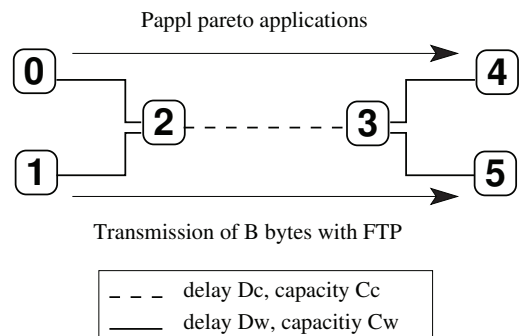 Pappl pareto applications
0
4
2
3
1
5
Transmission of B bytes with FTP
delay Dc, capacity Cc
delay Dw, capacitiy Cw